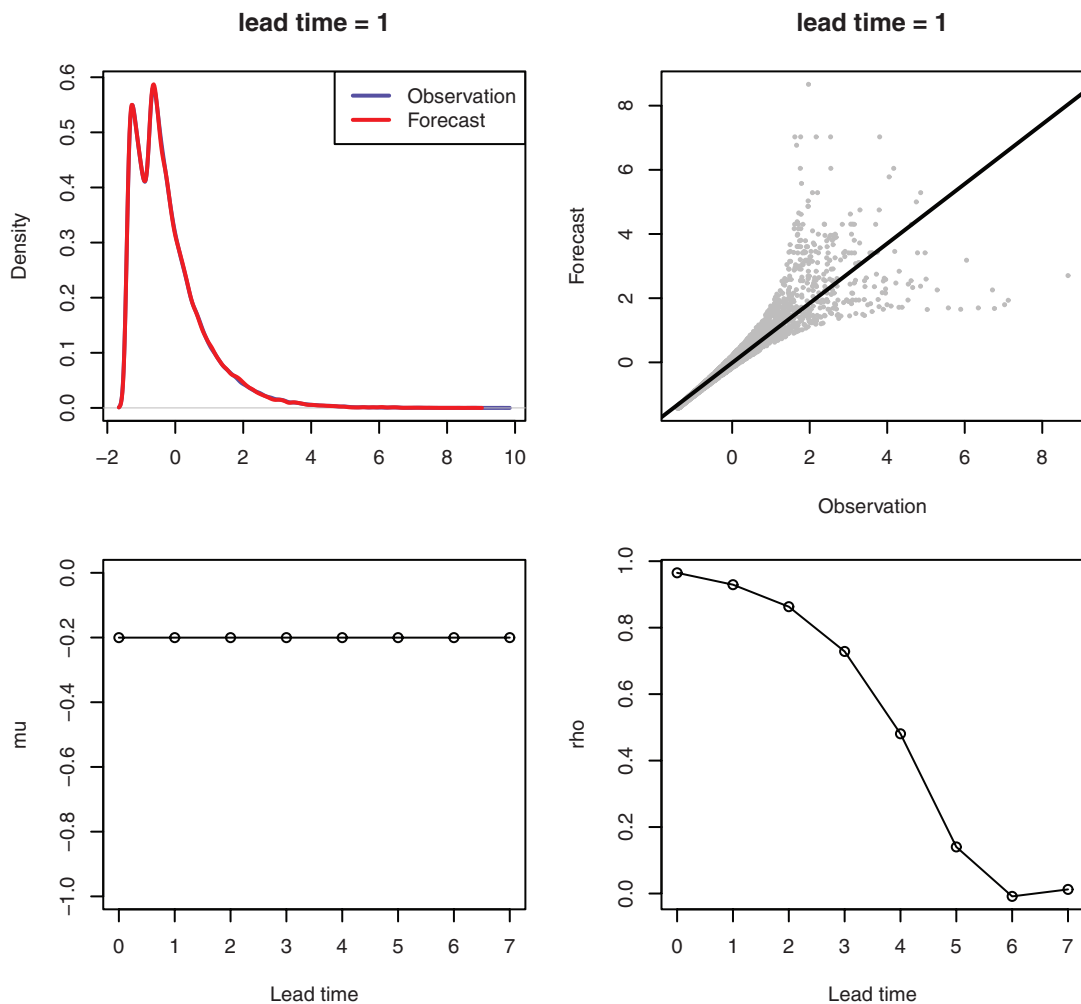 lead time = 1
Density
0.0 0.1 0.2 0.3 0.4 0.5 0.6
Observation
Forecast
−2 0 2 4 6 8 10
lead time = 1
Forecast
0 2 4 6 8
0 2 4 6 8
Observation
mu
−1.0 −0.8 −0.6 −0.4 −0.2 0.0
0 1 2 3 4 5 6 7
Lead time
rho
0.0 0.2 0.4 0.6 0.8 1.0
0 1 2 3 4 5 6 7
Lead time